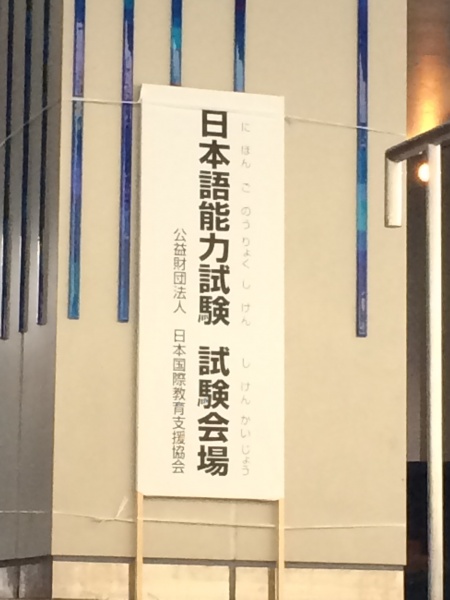 にほんごのうりょくしけん しけんかいじょう
日本語能力試験 試験会場
公益財団法人 日本国際教育支援協会